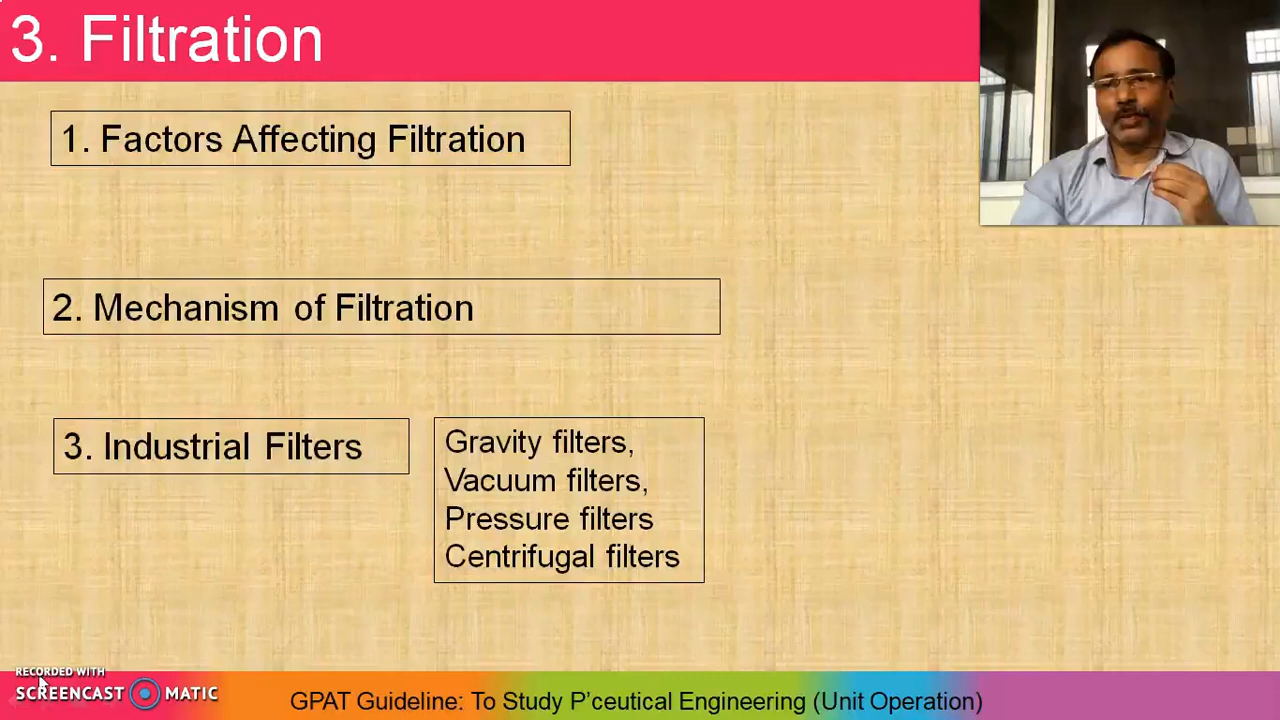 3. Filtration
1. Factors Affecting Filtration
2. Mechanism of Filtration
3. Industrial Filters
Gravity filters,
Vacuum filters,
Pressure filters
Centrifugal filters
RECORDED WITH
SCREENCAST MATIC
GPAT Guideline: To Study P'ceutical Engineering (Unit Operation)